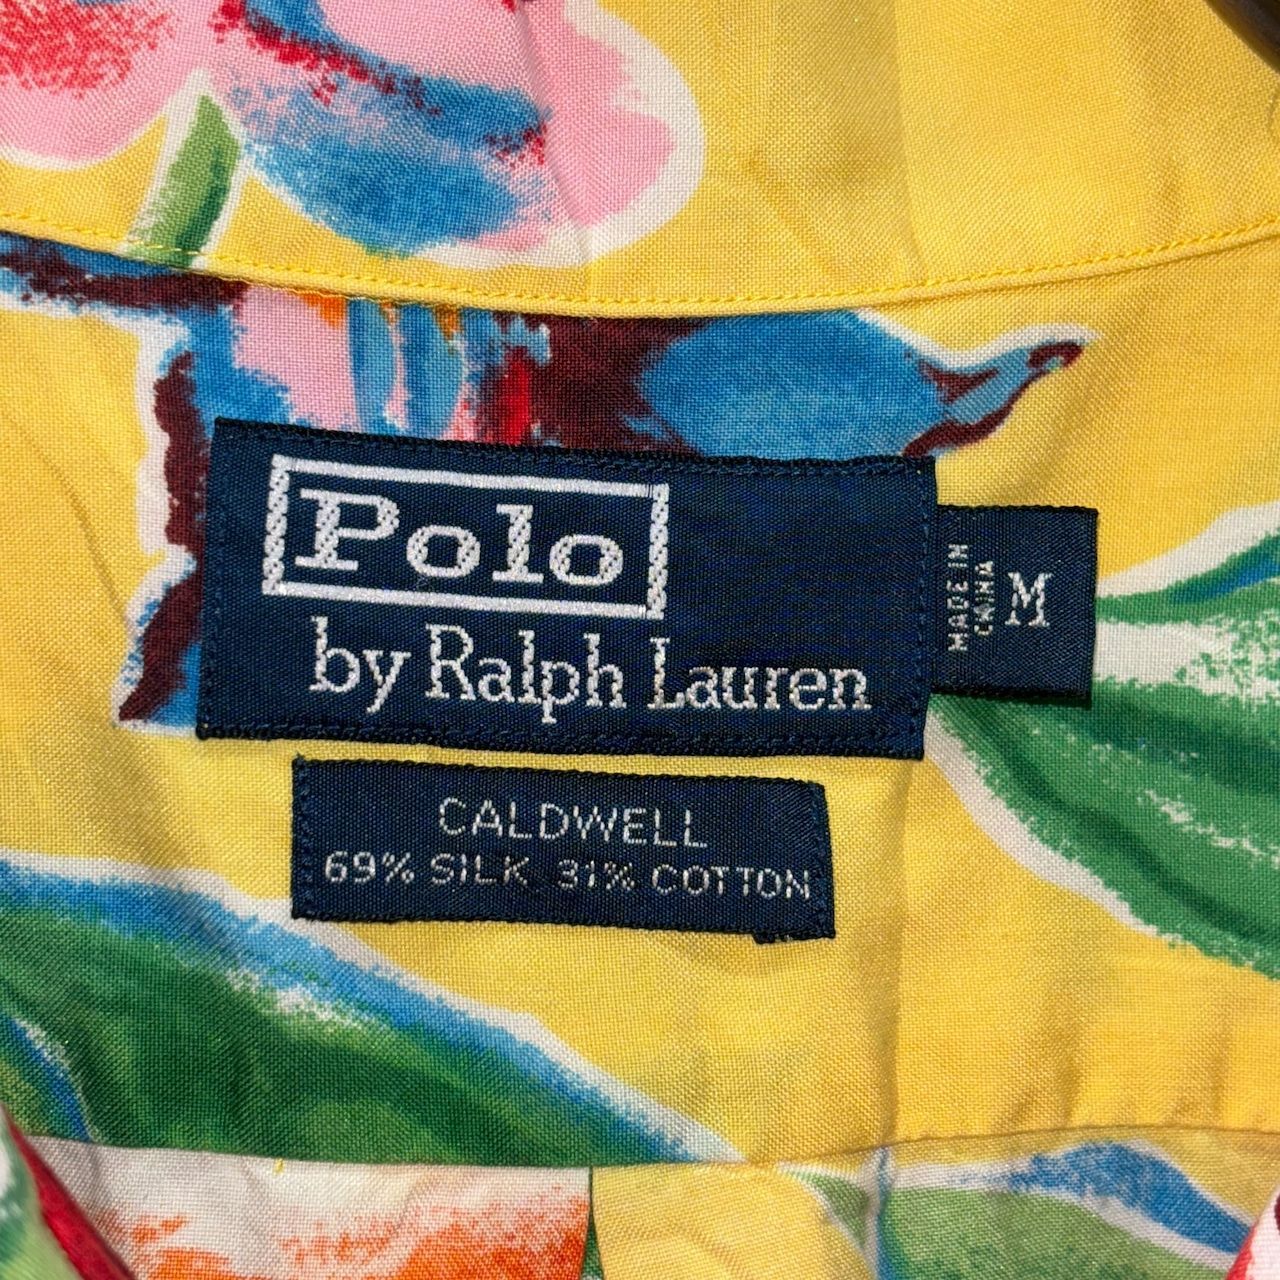 Polo
by Ralph Lauren
MADE IN
CHINA
M
CALDWELL
69% SILK 31% COTTON